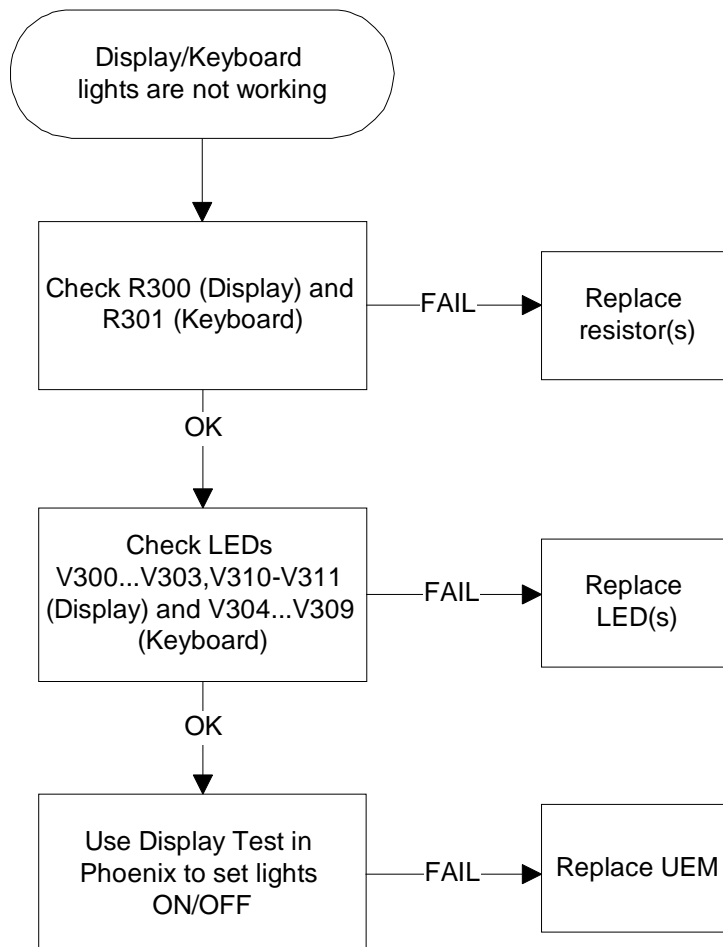 Display/Keyboard
lights are not working
Check R300 (Display) and
R301 (Keyboard)
FAIL
Replace
resistor(s)
OK
Check LEDs
V300...V303,V310-V311
(Display) and V304...V309
(Keyboard)
FAIL
Replace
LED(s)
OK
Use Display Test in
Phoenix to set lights
ON/OFF
FAIL
Replace UEM